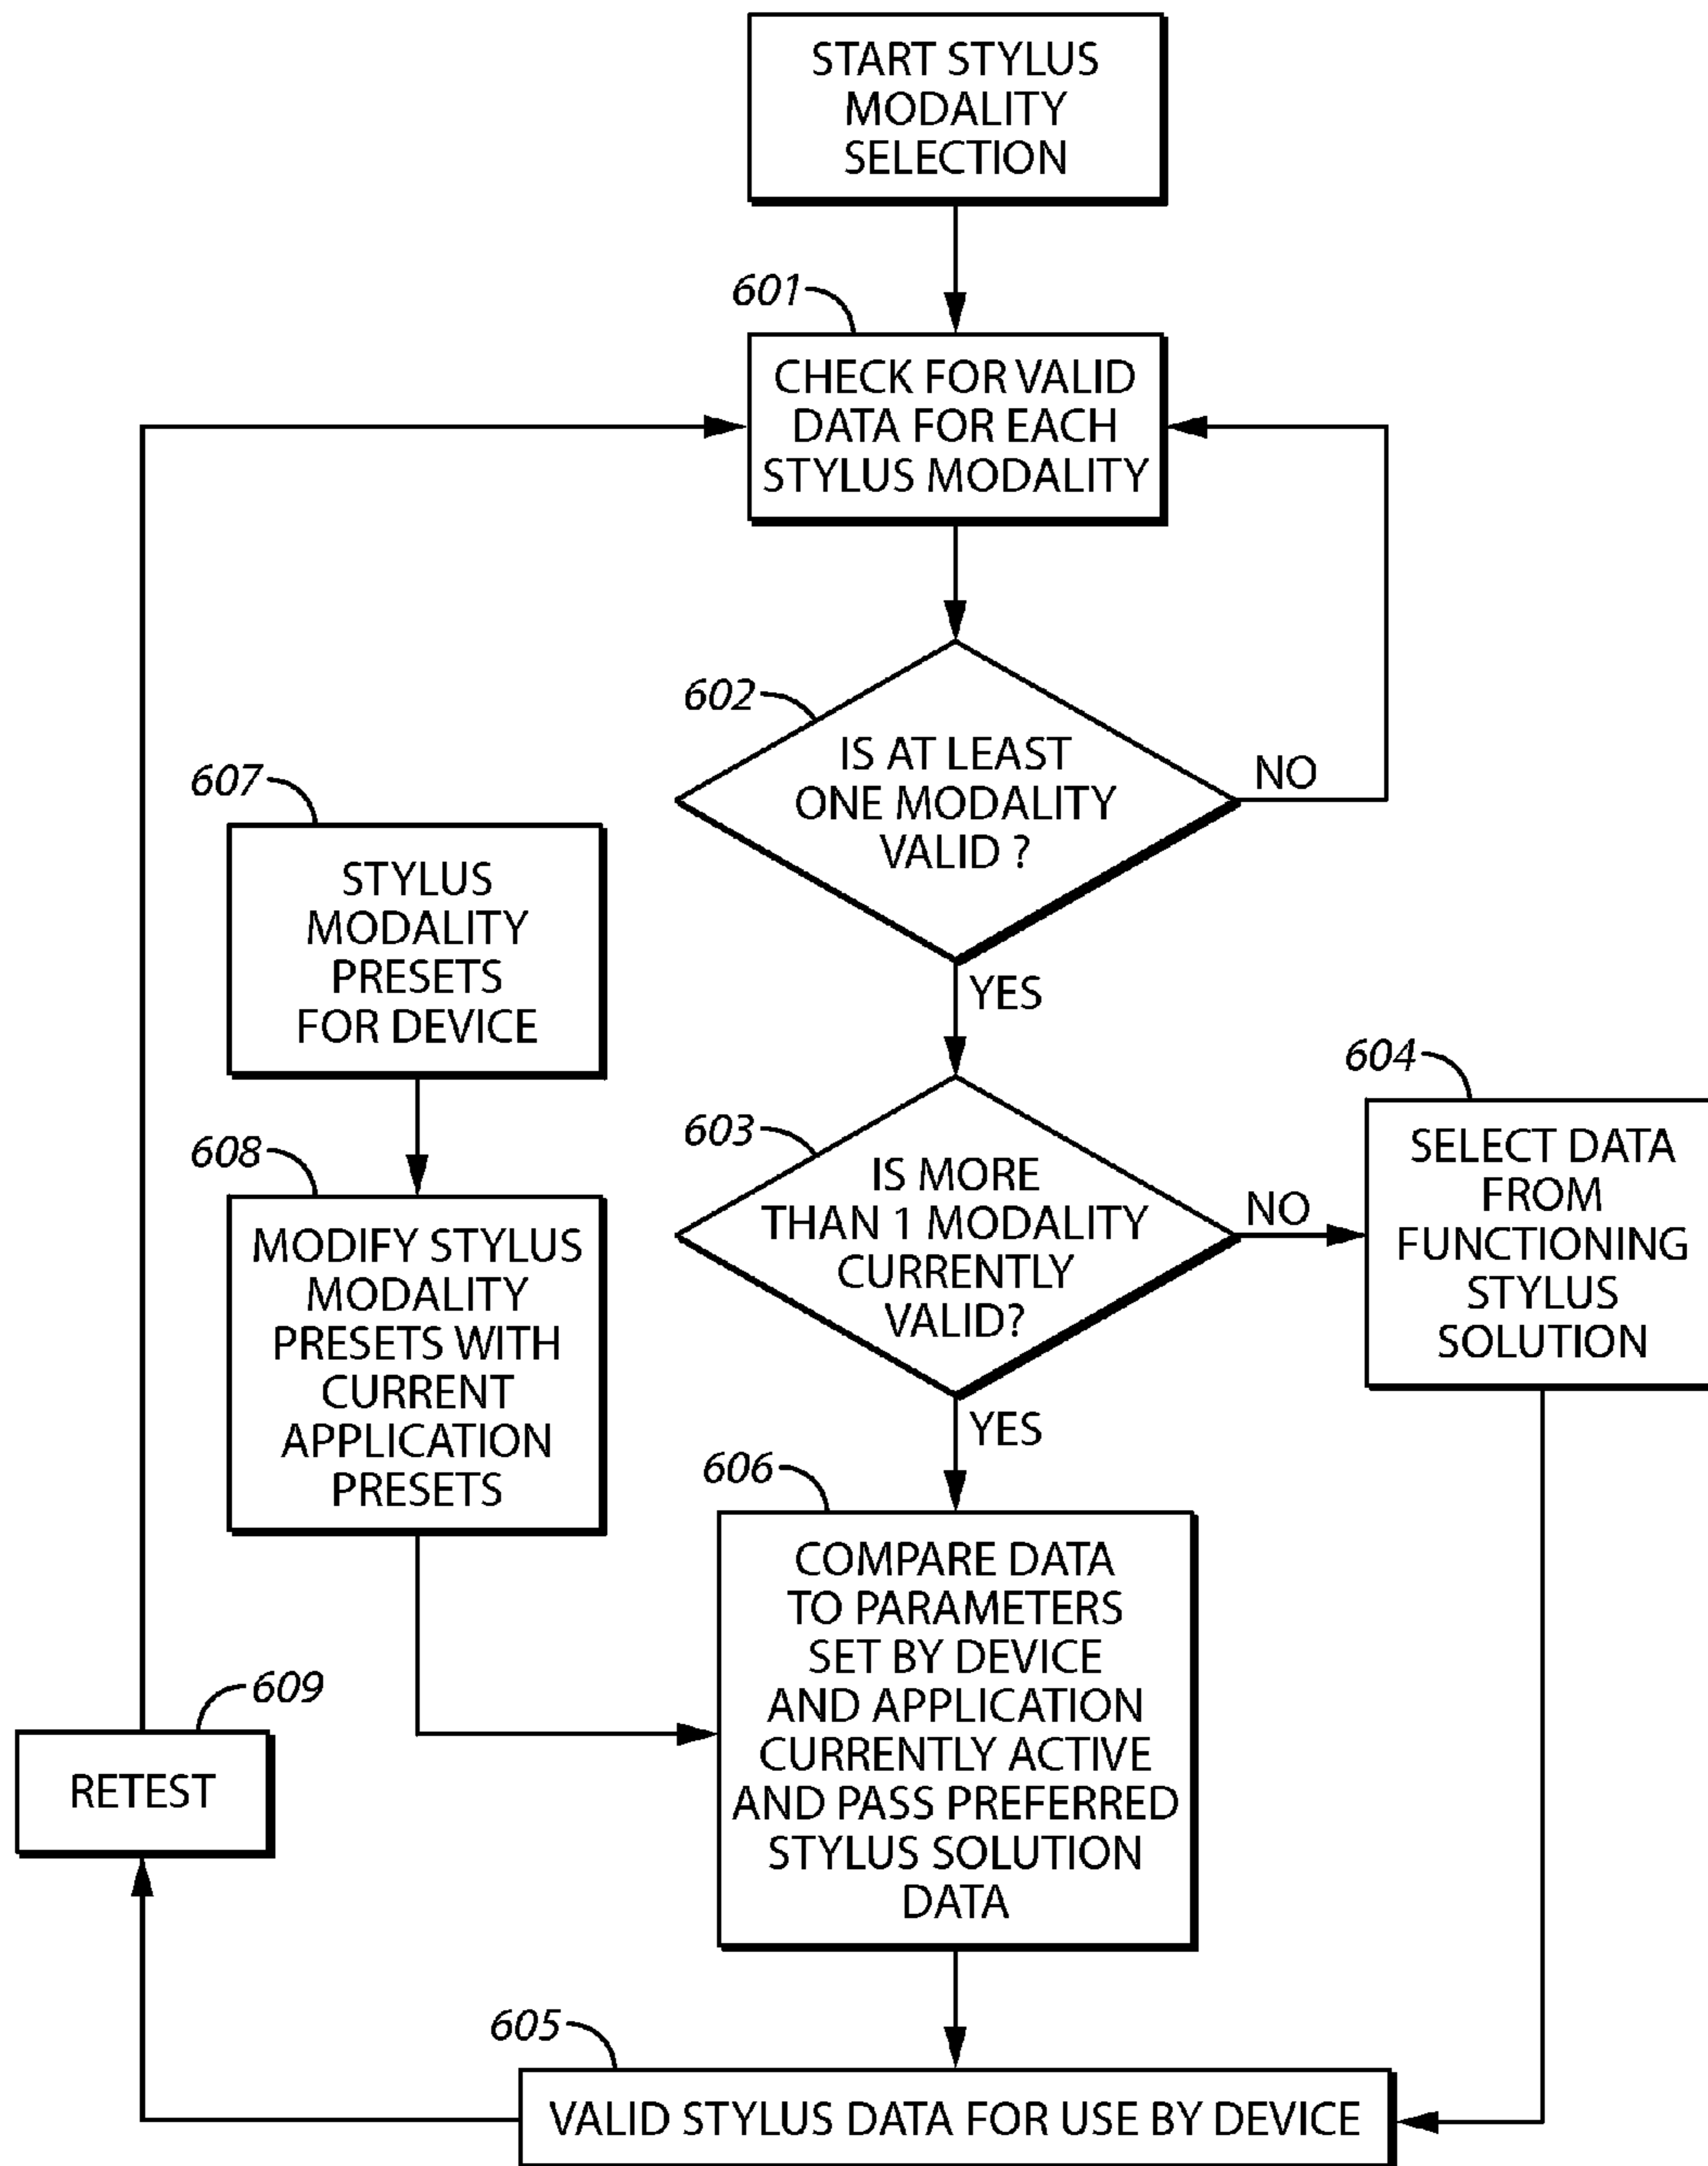 START STYLUS
MODALITY
SELECTION
601
CHECK FOR VALID
DATA FOR EACH
STYLUS MODALITY
602
IS AT LEAST
ONE MODALITY
VALID ?
NO
YES
607
STYLUS
MODALITY
PRESETS
FOR DEVICE
608
MODIFY STYLUS
MODALITY
PRESETS WITH
CURRENT
APPLICATION
PRESETS
603
IS MORE
THAN 1 MODALITY
CURRENTLY
VALID?
NO
YES
604
SELECT DATA
FROM
FUNCTIONING
STYLUS
SOLUTION
606
COMPARE DATA
TO PARAMETERS
SET BY DEVICE
AND APPLICATION
CURRENTLY ACTIVE
AND PASS PREFERRED
STYLUS SOLUTION
DATA
609
RETEST
605
VALID STYLUS DATA FOR USE BY DEVICE